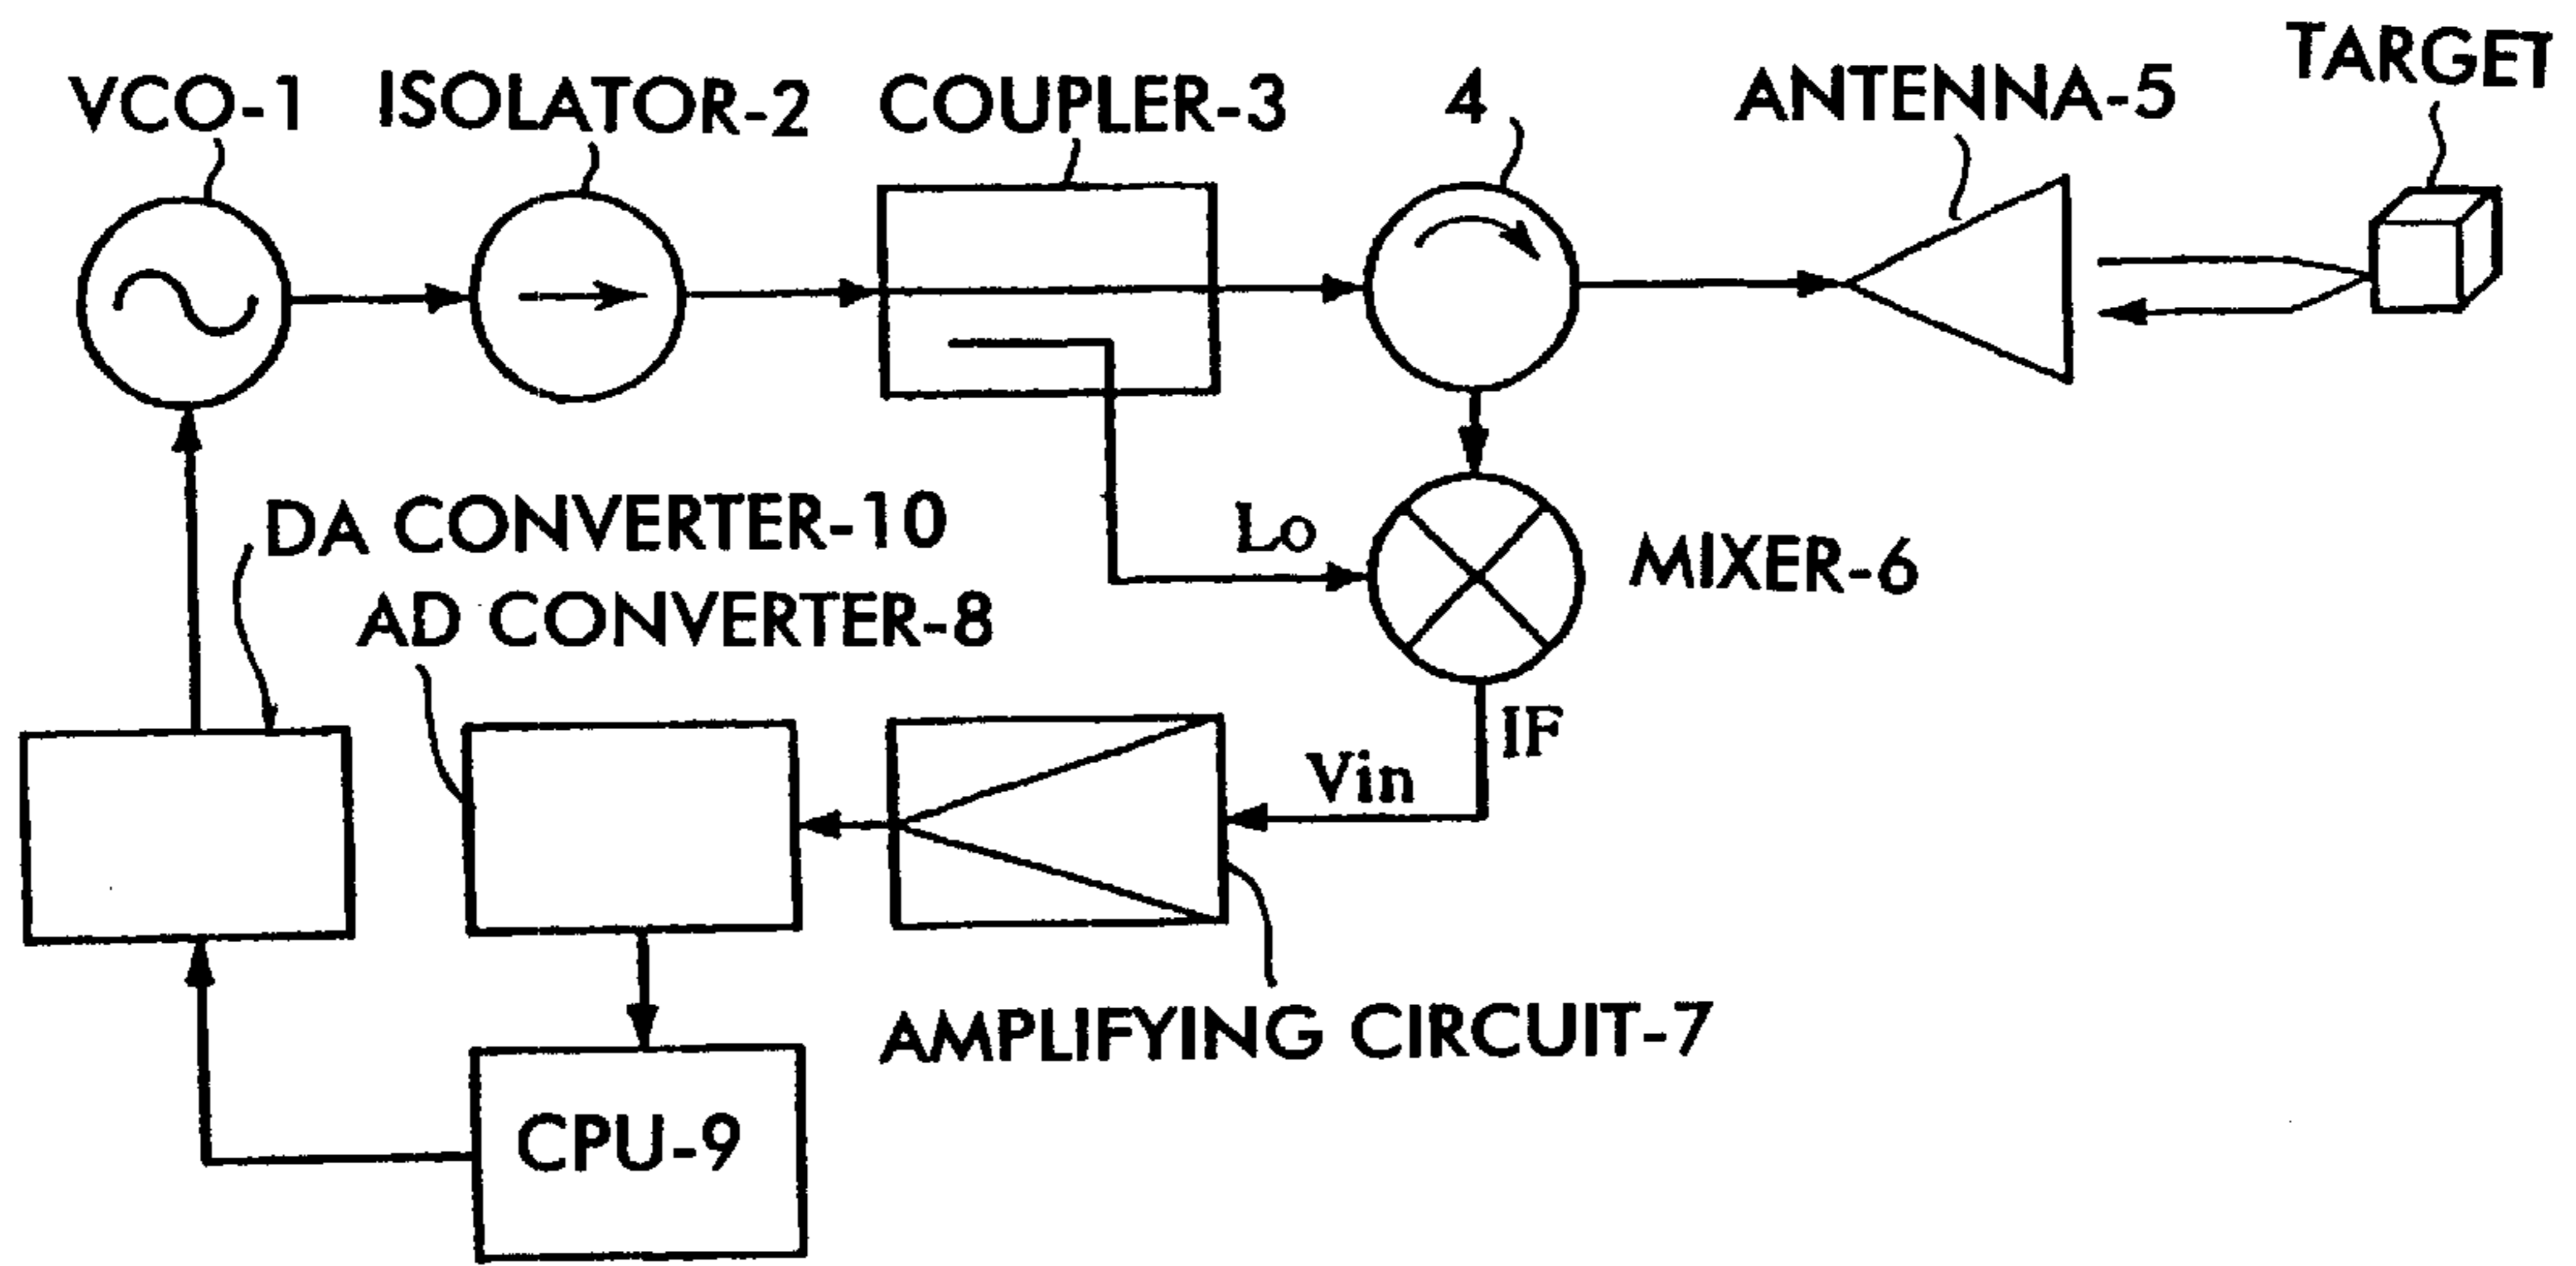 VCO-1
ISOLATOR-2
COUPLER-3
4
ANTENNA-5
TARGET
DA CONVERTER-10
AD CONVERTER-8
Lo
MIXER-6
IF
Vin
AMPLIFYING CIRCUIT-7
CPU-9